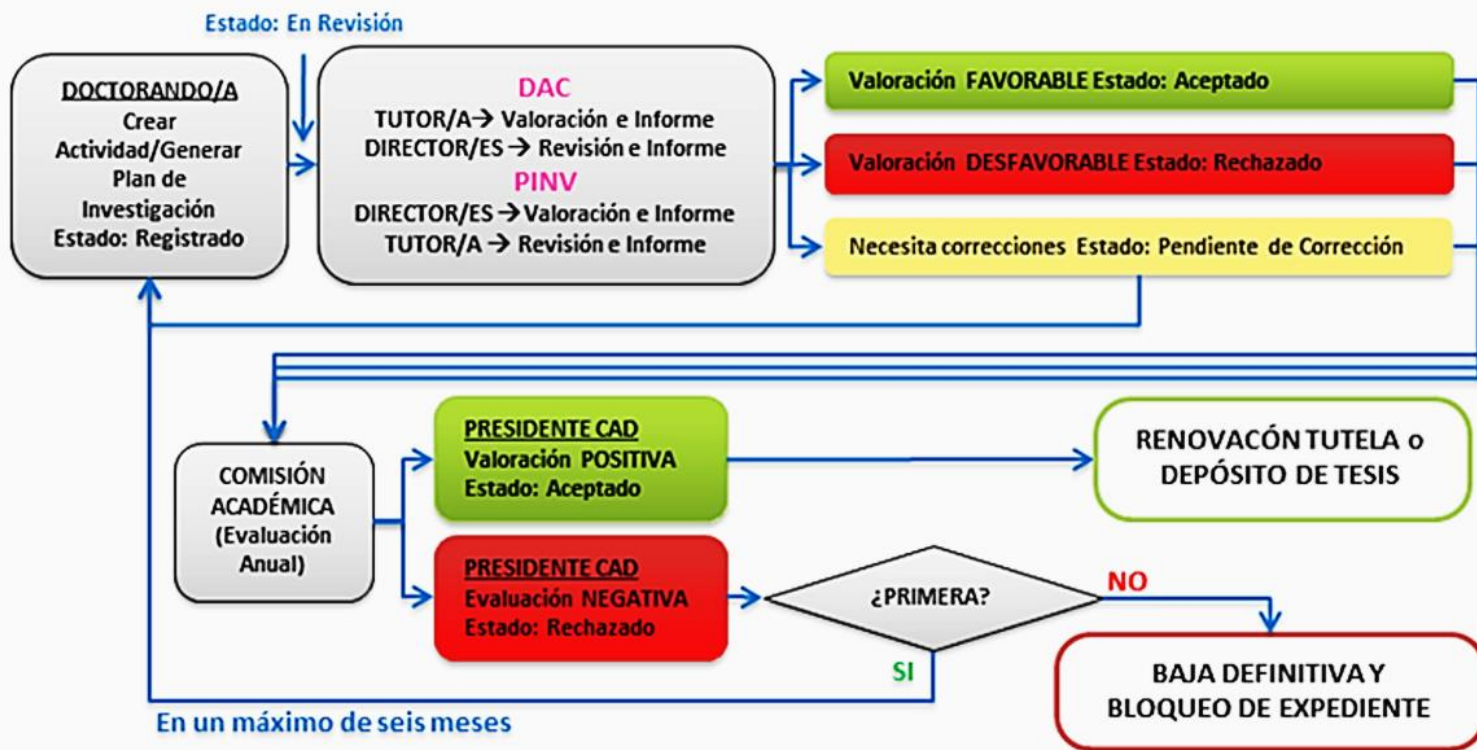 Estado: En Revisión
DOCTORANDO/A
Crear
Actividad/Generar
Plan de
Investigación
Estado: Registrado
DAC
TUTOR/A→ Valoración e Informe
DIRECTOR/ES → Revisión e Informe
PINV
DIRECTOR/ES → Valoración e Informe
TUTOR/A → Revisión e Informe
Valoración FAVORABLE Estado: Aceptado
Valoración DESFAVORABLE Estado: Rechazado
Necesita correcciones Estado: Pendiente de Corrección
COMISIÓN
ACADÉMICA
(Evaluación
Anual)
PRESIDENTE CAD
Valoración POSITIVA
Estado: Aceptado
RENOVACÓN TUTELA o
DEPÓSITO DE TESIS
PRESIDENTE CAD
Evaluación NEGATIVA
Estado: Rechazado
¿PRIMERA?
NO
SI
BAJA DEFINITIVA Y
BLOQUEO DE EXPEDIENTE
En un máximo de seis meses